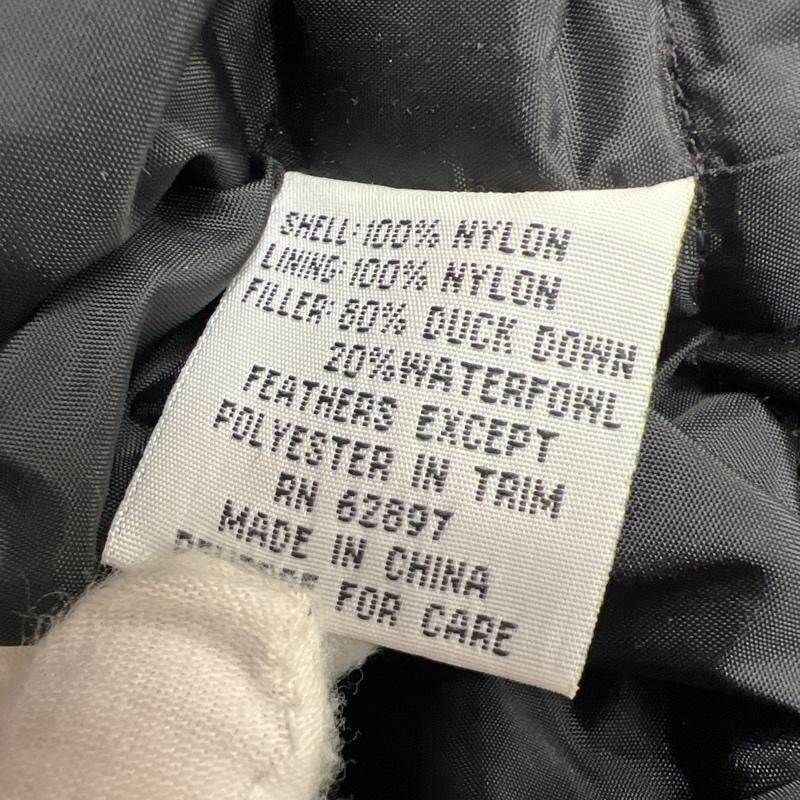 SHELL:100% NYLON
LINING:100% NYLON
FILLER:80% DUCK DOWN
20%WATERFOWL
FEATHERS EXCEPT
POLYESTER IN TRIM
RN 62897
MADE IN CHINA
REVERSE FOR CARE